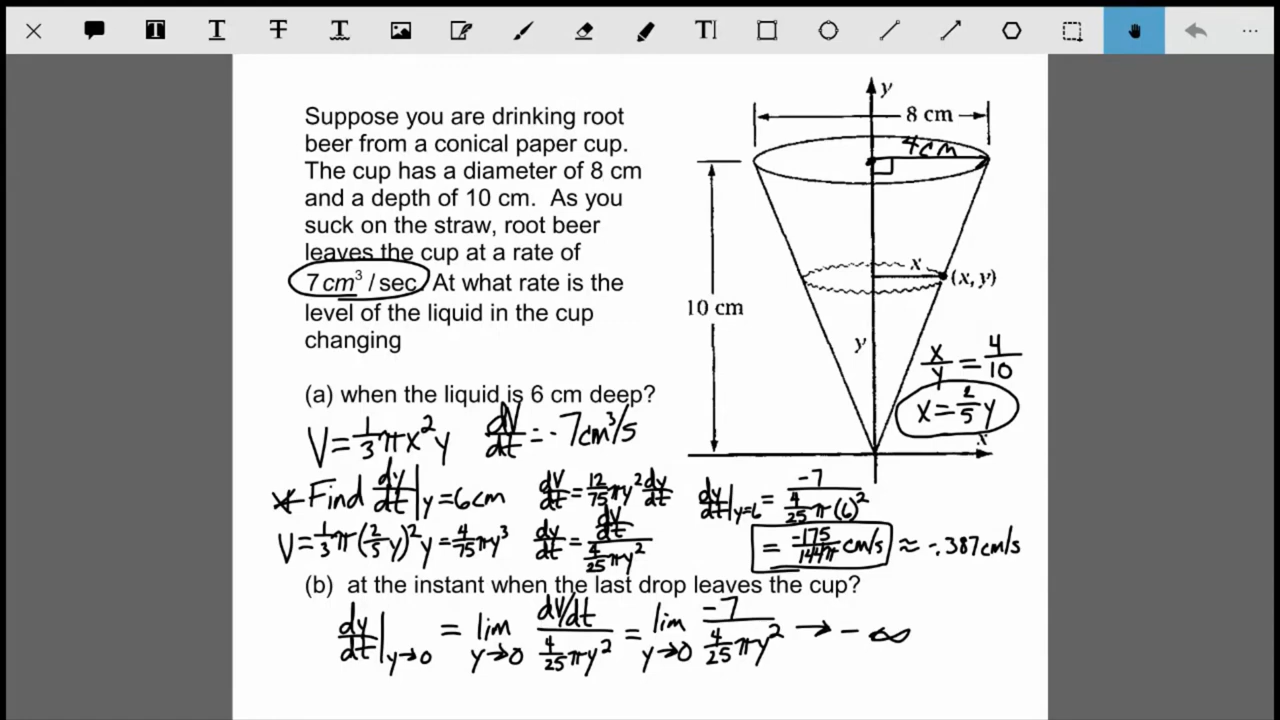 Suppose you are drinking root
beer from a conical paper cup.
The cup has a diameter of 8 cm
and a depth of 10 cm. As you
suck on the straw, root beer
leaves the cup at a rate of
7 cm³ / sec. At what rate is the
level of the liquid in the cup
changing
y
8 cm
4 cm
x
(x, y)
10 cm
y
x/y = 4/10
x = 2/5 y
x
(a) when the liquid is 6 cm deep?
V = 1/3 πx²y dV/dt = -7cm³/s
Find dy/dt | y = 6cm dV/dt = 12/75 πy² dy/dt dy/dt | y=6 = -7 / (4/25 π(6)²)
V = 1/3 π(2/5 y)² y = 4/75 πy³ dy/dt = (dV/dt) / (4/25 πy²) = -175/144π cm/s ≈ -.387cm/s
(b) at the instant when the last drop leaves the cup?
dy/dt | y→0 = lim y→0 (dV/dt) / (4/25 πy²) = lim y→0 -7 / (4/25 πy²) → -∞
T
T
T
T
TI